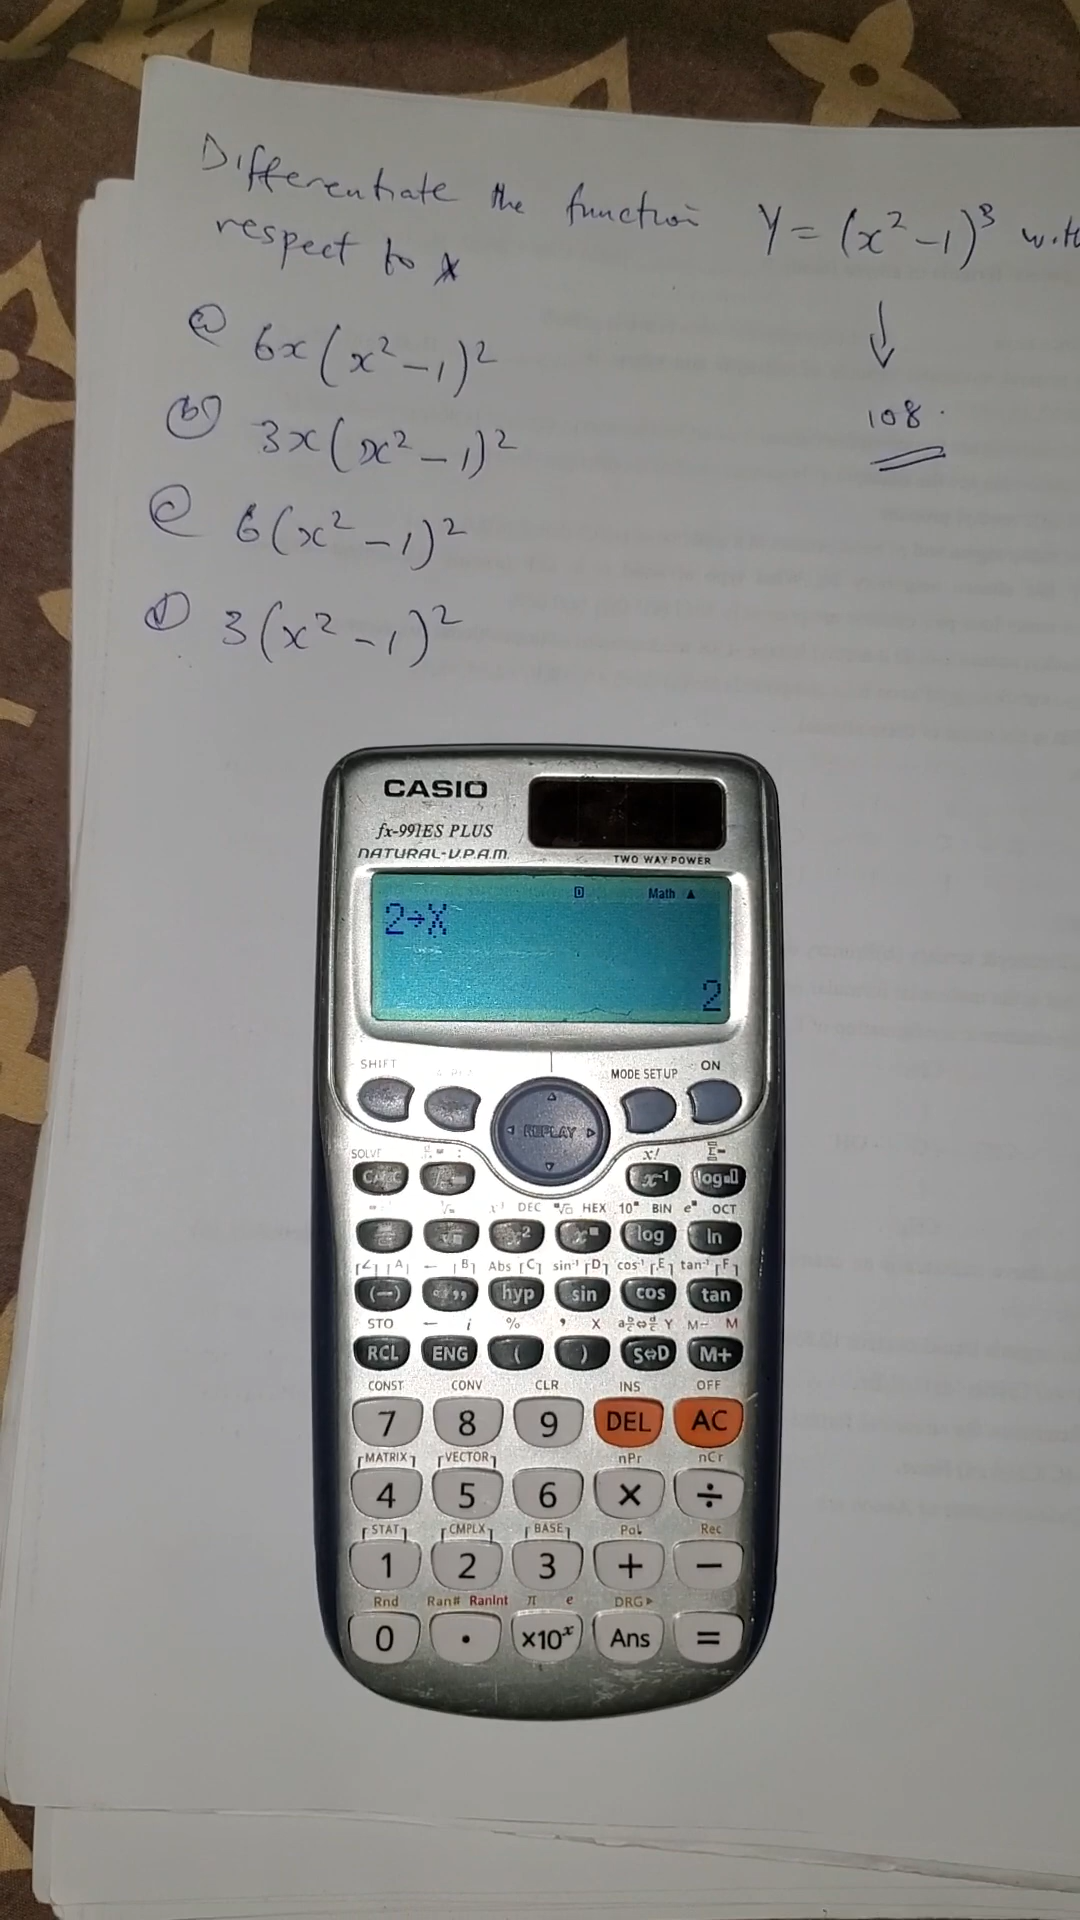 Differentiate the function Y = (x² - 1)³ with
respect to x
ⓐ 6x(x² - 1)²
ⓑ 3x(x² - 1)²
ⓒ 6(x² - 1)²
ⓓ 3(x² - 1)²
↓
108.
CASIO
fx-991ES PLUS
NATURAL-V.P.A.M.
TWO WAY POWER
D Math ▲
2→X
2
SHIFT MODE SETUP ON
REPLAY
SOLVE x!
CALC x⁻¹ log
x³ DEC HEX 10 BIN e OCT
x² log ln
∠ A B Abs C sin⁻¹ D cos⁻¹ E tan⁻¹ F
(−) hyp sin cos tan
STO i % , X Y M− M
RCL ENG ( ) S⇔D M+
CONST CONV CLR INS OFF
7 8 9 DEL AC
MATRIX VECTOR nPr nCr
4 5 6 × ÷
STAT CMPLX BASE Pol Rec
1 2 3 + −
Rnd Ran# RanInt π e DRG▶
0 . ×10ˣ Ans =